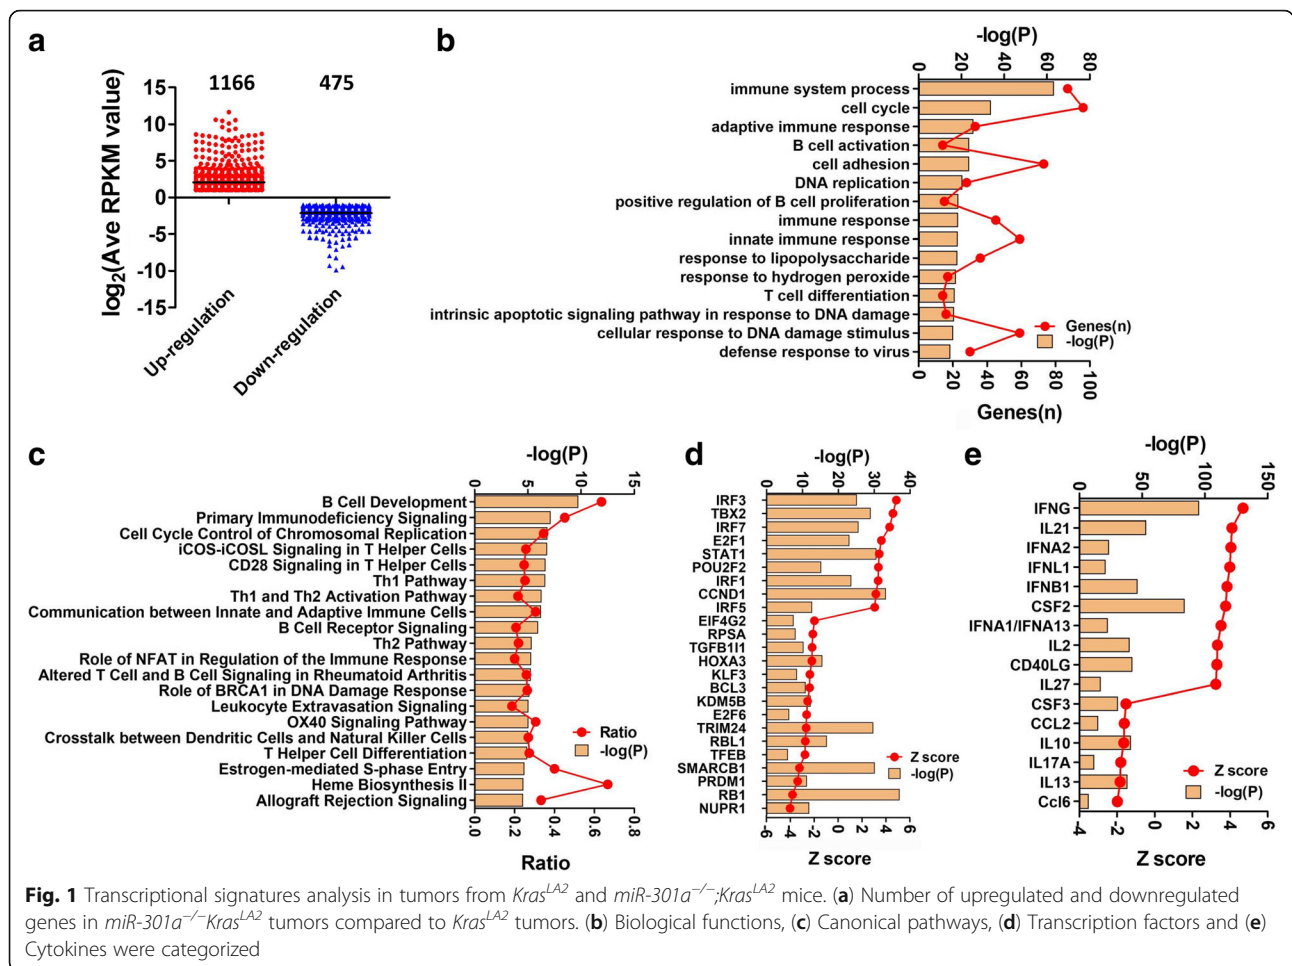 a
1166
475
log2(Ave RPKM value)
15
10
5
0
-5
-10
-15
Up-regulation
Down-regulation
b
-log(P)
0
20
40
60
80
immune system process
cell cycle
adaptive immune response
B cell activation
cell adhesion
DNA replication
positive regulation of B cell proliferation
immune response
innate immune response
response to lipopolysaccharide
response to hydrogen peroxide
T cell differentiation
intrinsic apoptotic signaling pathway in response to DNA damage
cellular response to DNA damage stimulus
defense response to virus
Genes(n)
-log(P)
0
20
40
60
80
100
Genes(n)
c
-log(P)
0
5
10
15
B Cell Development
Primary Immunodeficiency Signaling
Cell Cycle Control of Chromosomal Replication
iCOS-iCOSL Signaling in T Helper Cells
CD28 Signaling in T Helper Cells
Th1 Pathway
Th1 and Th2 Activation Pathway
Communication between Innate and Adaptive Immune Cells
B Cell Receptor Signaling
Th2 Pathway
Role of NFAT in Regulation of the Immune Response
Altered T Cell and B Cell Signaling in Rheumatoid Arthritis
Role of BRCA1 in DNA Damage Response
Leukocyte Extravasation Signaling
OX40 Signaling Pathway
Crosstalk between Dendritic Cells and Natural Killer Cells
T Helper Cell Differentiation
Estrogen-mediated S-phase Entry
Heme Biosynthesis II
Allograft Rejection Signaling
Ratio
-log(P)
0.0
0.2
0.4
0.6
0.8
Ratio
d
-log(P)
0
10
20
30
40
IRF3
TBX2
IRF7
E2F1
STAT1
POU2F2
IRF1
CCND1
IRF5
EIF4G2
RPSA
TGFB1I1
HOXA3
KLF3
BCL3
KDM5B
E2F6
TRIM24
RBL1
TFEB
SMARCB1
PRDM1
RB1
NUPR1
Z score
-log(P)
-6
-4
-2
0
2
4
6
Z score
e
-log(P)
0
50
100
150
IFNG
IL21
IFNA2
IFNL1
IFNB1
CSF2
IFNA1/IFNA13
IL2
CD40LG
IL27
CSF3
CCL2
IL10
IL17A
IL13
Ccl6
Z score
-log(P)
-4
-2
0
2
4
6
Z score
Fig. 1 Transcriptional signatures analysis in tumors from KrasLA2 and miR-301a−/−;KrasLA2 mice. (a) Number of upregulated and downregulated
genes in miR-301a−/−KrasLA2 tumors compared to KrasLA2 tumors. (b) Biological functions, (c) Canonical pathways, (d) Transcription factors and (e)
Cytokines were categorized